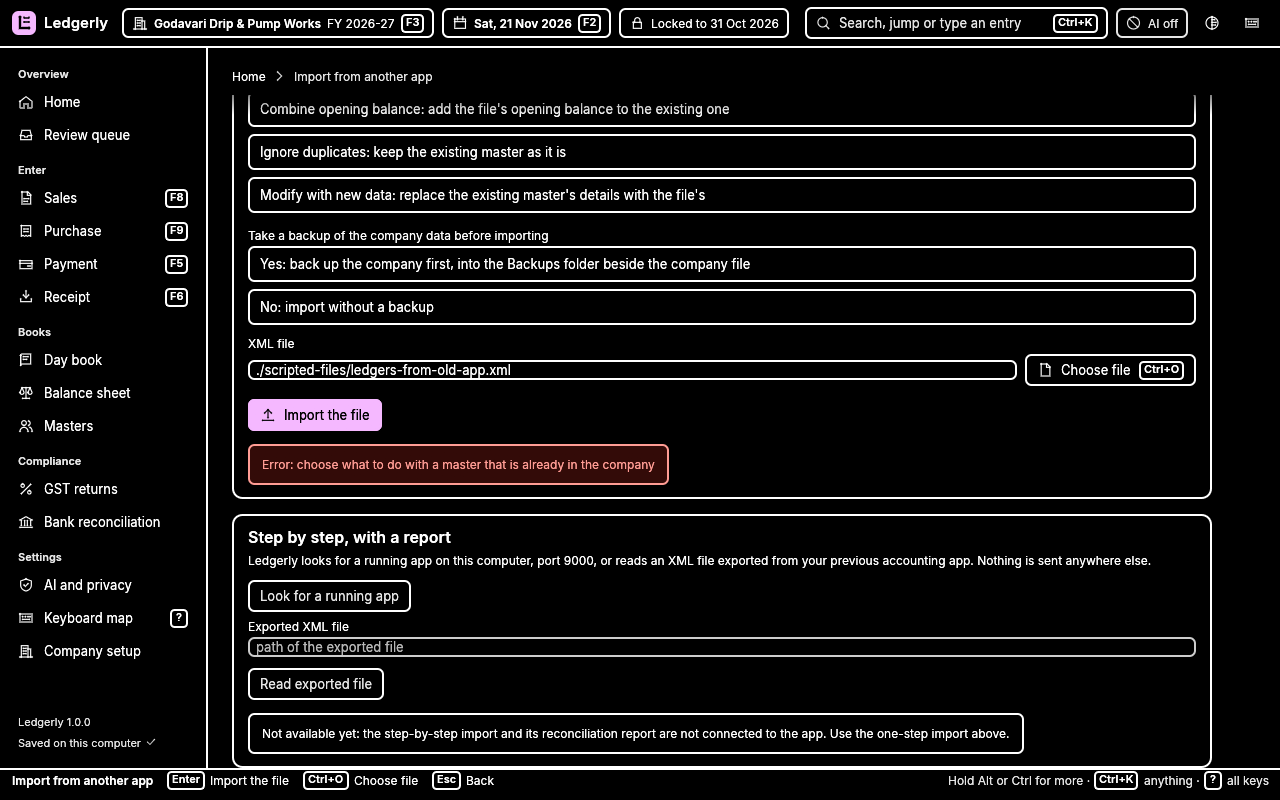 Ledgerly
Godavari Drip & Pump Works FY 2026-27 F3
Sat, 21 Nov 2026 F2
Locked to 31 Oct 2026
Search, jump or type an entry Ctrl+K
AI off
Overview
Home
Review queue
Enter
Sales F8
Purchase F9
Payment F5
Receipt F6
Books
Day book
Balance sheet
Masters
Compliance
GST returns
Bank reconciliation
Settings
AI and privacy
Keyboard map ?
Company setup
Ledgerly 1.0.0
Saved on this computer
Home Import from another app
Combine opening balance: add the file's opening balance to the existing one
Ignore duplicates: keep the existing master as it is
Modify with new data: replace the existing master's details with the file's
Take a backup of the company data before importing
Yes: back up the company first, into the Backups folder beside the company file
No: import without a backup
XML file
./scripted-files/ledgers-from-old-app.xml
Choose file Ctrl+O
Import the file
Error: choose what to do with a master that is already in the company
Step by step, with a report
Ledgerly looks for a running app on this computer, port 9000, or reads an XML file exported from your previous accounting app. Nothing is sent anywhere else.
Look for a running app
Exported XML file
path of the exported file
Read exported file
Not available yet: the step-by-step import and its reconciliation report are not connected to the app. Use the one-step import above.
Import from another app Enter Import the file Ctrl+O Choose file Esc Back
Hold Alt or Ctrl for more · Ctrl+K anything · ? all keys